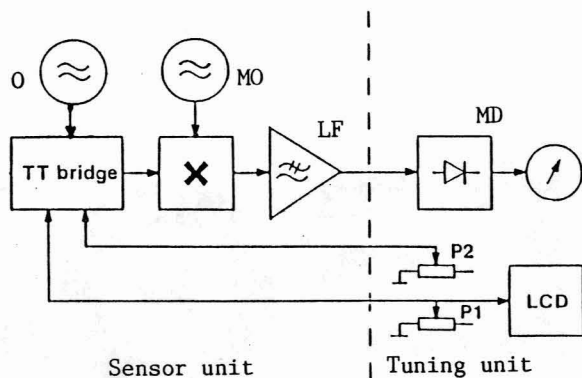 O
MO
LF
MD
TT bridge
P2
P1
LCD
Sensor unit
Tuning unit